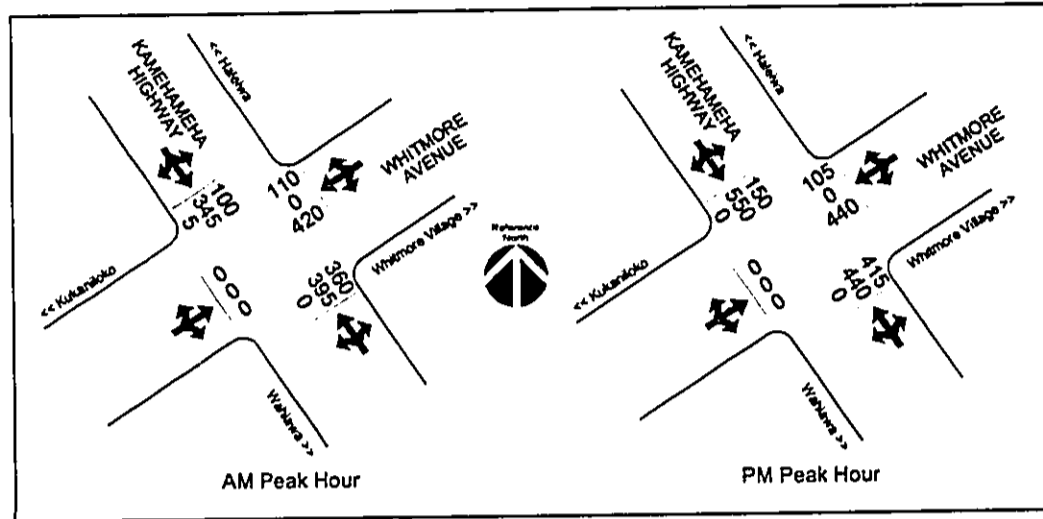 << Haleiwa
KAMEHAMEHA
HIGHWAY
WHITMORE
AVENUE
100
345
5
110
0
420
Whitmore Village >>
<< Kukaniloko
0
0
0
360
395
0
Wahiawa >>
AM Peak Hour
Reference
North
<< Haleiwa
KAMEHAMEHA
HIGHWAY
WHITMORE
AVENUE
150
550
0
105
0
440
Whitmore Village >>
<< Kukaniloko
0
0
0
415
440
0
Wahiawa >>
PM Peak Hour